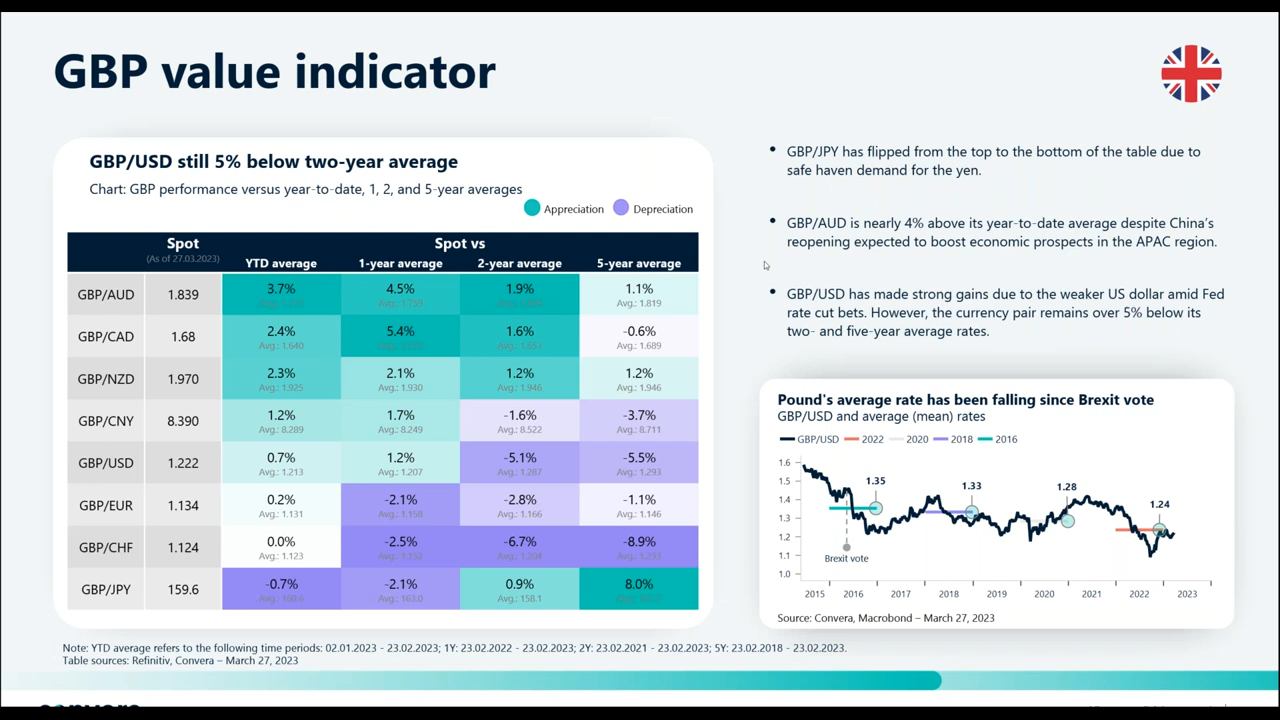 GBP value indicator
GBP/USD still 5% below two-year average
Chart: GBP performance versus year-to-date, 1, 2, and 5-year averages
Appreciation Depreciation
Spot Spot vs
(As of 27.03.2023)
YTD average 1-year average 2-year average 5-year average
GBP/AUD 1.839 3.7% 4.5% 1.9% 1.1%
Avg.: 1.759 Avg.: 1.819
GBP/CAD 1.68 2.4% 5.4% 1.6% -0.6%
Avg.: 1.640 Avg.: 1.689
GBP/NZD 1.970 2.3% 2.1% 1.2% 1.2%
Avg.: 1.925 Avg.: 1.930 Avg.: 1.946 Avg.: 1.946
GBP/CNY 8.390 1.2% 1.7% -1.6% -3.7%
Avg.: 8.289 Avg.: 8.249 Avg.: 8.522 Avg.: 8.711
GBP/USD 1.222 0.7% 1.2% -5.1% -5.5%
Avg.: 1.213 Avg.: 1.207 Avg.: 1.287 Avg.: 1.293
GBP/EUR 1.134 0.2% -2.1% -2.8% -1.1%
Avg.: 1.131 Avg.: 1.158 Avg.: 1.166 Avg.: 1.146
GBP/CHF 1.124 0.0% -2.5% -6.7% -8.9%
Avg.: 1.123 Avg.: 1.204
GBP/JPY 159.6 -0.7% -2.1% 0.9% 8.0%
Avg.: 163.0 Avg.: 158.1
Note: YTD average refers to the following time periods: 02.01.2023 - 23.02.2023; 1Y: 23.02.2022 - 23.02.2023; 2Y: 23.02.2021 - 23.02.2023; 5Y: 23.02.2018 - 23.02.2023.
Table sources: Refinitiv, Convera – March 27, 2023
• GBP/JPY has flipped from the top to the bottom of the table due to
safe haven demand for the yen.
• GBP/AUD is nearly 4% above its year-to-date average despite China's
reopening expected to boost economic prospects in the APAC region.
• GBP/USD has made strong gains due to the weaker US dollar amid Fed
rate cut bets. However, the currency pair remains over 5% below its
two- and five-year average rates.
Pound's average rate has been falling since Brexit vote
GBP/USD and average (mean) rates
GBP/USD 2022 2020 2018 2016
1.6
1.5
1.4
1.3
1.2
1.1
1.0
1.35
1.33
1.28
1.24
Brexit vote
2015 2016 2017 2018 2019 2020 2021 2022 2023
Source: Convera, Macrobond – March 27, 2023